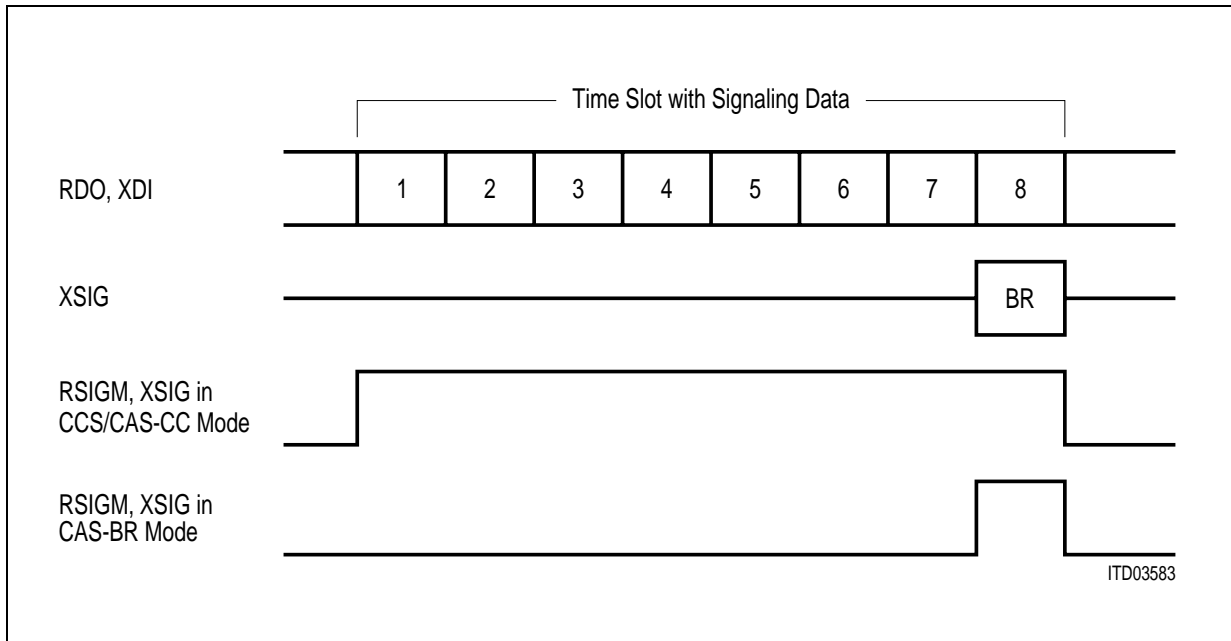 Time Slot with Signaling Data
RDO, XDI 1 2 3 4 5 6 7 8
XSIG BR
RSIGM, XSIG in
CCS/CAS-CC Mode
RSIGM, XSIG in
CAS-BR Mode
ITD03583